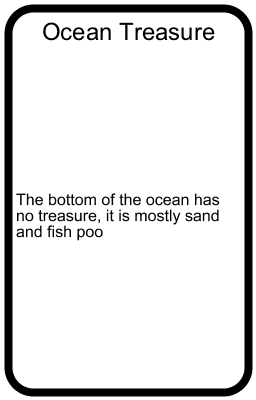 Ocean Treasure
The bottom of the ocean has
no treasure, it is mostly sand
and fish poo